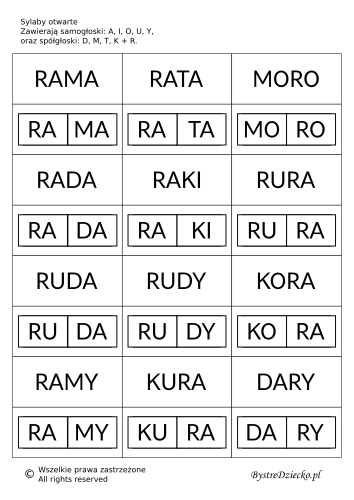 Sylaby otwarte
Zawierają samogłoski: A, I, O, U, Y,
oraz spółgłoski: D, M, T, K + R.
RAMA RATA MORO
RA MA RA TA MO RO
RADA RAKI RURA
RA DA RA KI RU RA
RUDA RUDY KORA
RU DA RU DY KO RA
RAMY KURA DARY
RA MY KU RA DA RY
© Wszelkie prawa zastrzeżone
All rights reserved
BystreDziecko.pl